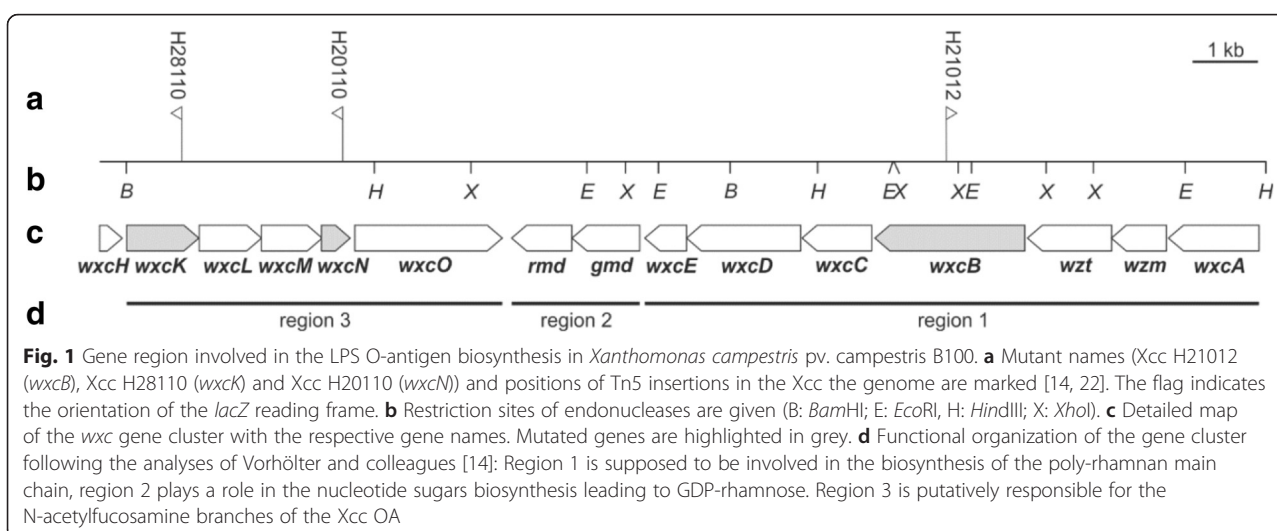 H28110 H20110 H21012 1 kb
a
b
B H X E X E B H EX X E X X E H
c
wxcH wxcK wxcL wxcM wxcN wxcO rmd gmd wxcE wxcD wxcC wxcB wzt wzm wxcA
d
region 3 region 2 region 1
Fig. 1 Gene region involved in the LPS O-antigen biosynthesis in Xanthomonas campestris pv. campestris B100. a Mutant names (Xcc H21012
(wxcB), Xcc H28110 (wxcK) and Xcc H20110 (wxcN)) and positions of Tn5 insertions in the Xcc the genome are marked [14, 22]. The flag indicates
the orientation of the lacZ reading frame. b Restriction sites of endonucleases are given (B: BamHI; E: EcoRI, H: HindIII; X: XhoI). c Detailed map
of the wxc gene cluster with the respective gene names. Mutated genes are highlighted in grey. d Functional organization of the gene cluster
following the analyses of Vorhölter and colleagues [14]: Region 1 is supposed to be involved in the biosynthesis of the poly-rhamnan main
chain, region 2 plays a role in the nucleotide sugars biosynthesis leading to GDP-rhamnose. Region 3 is putatively responsible for the
N-acetylfucosamine branches of the Xcc OA